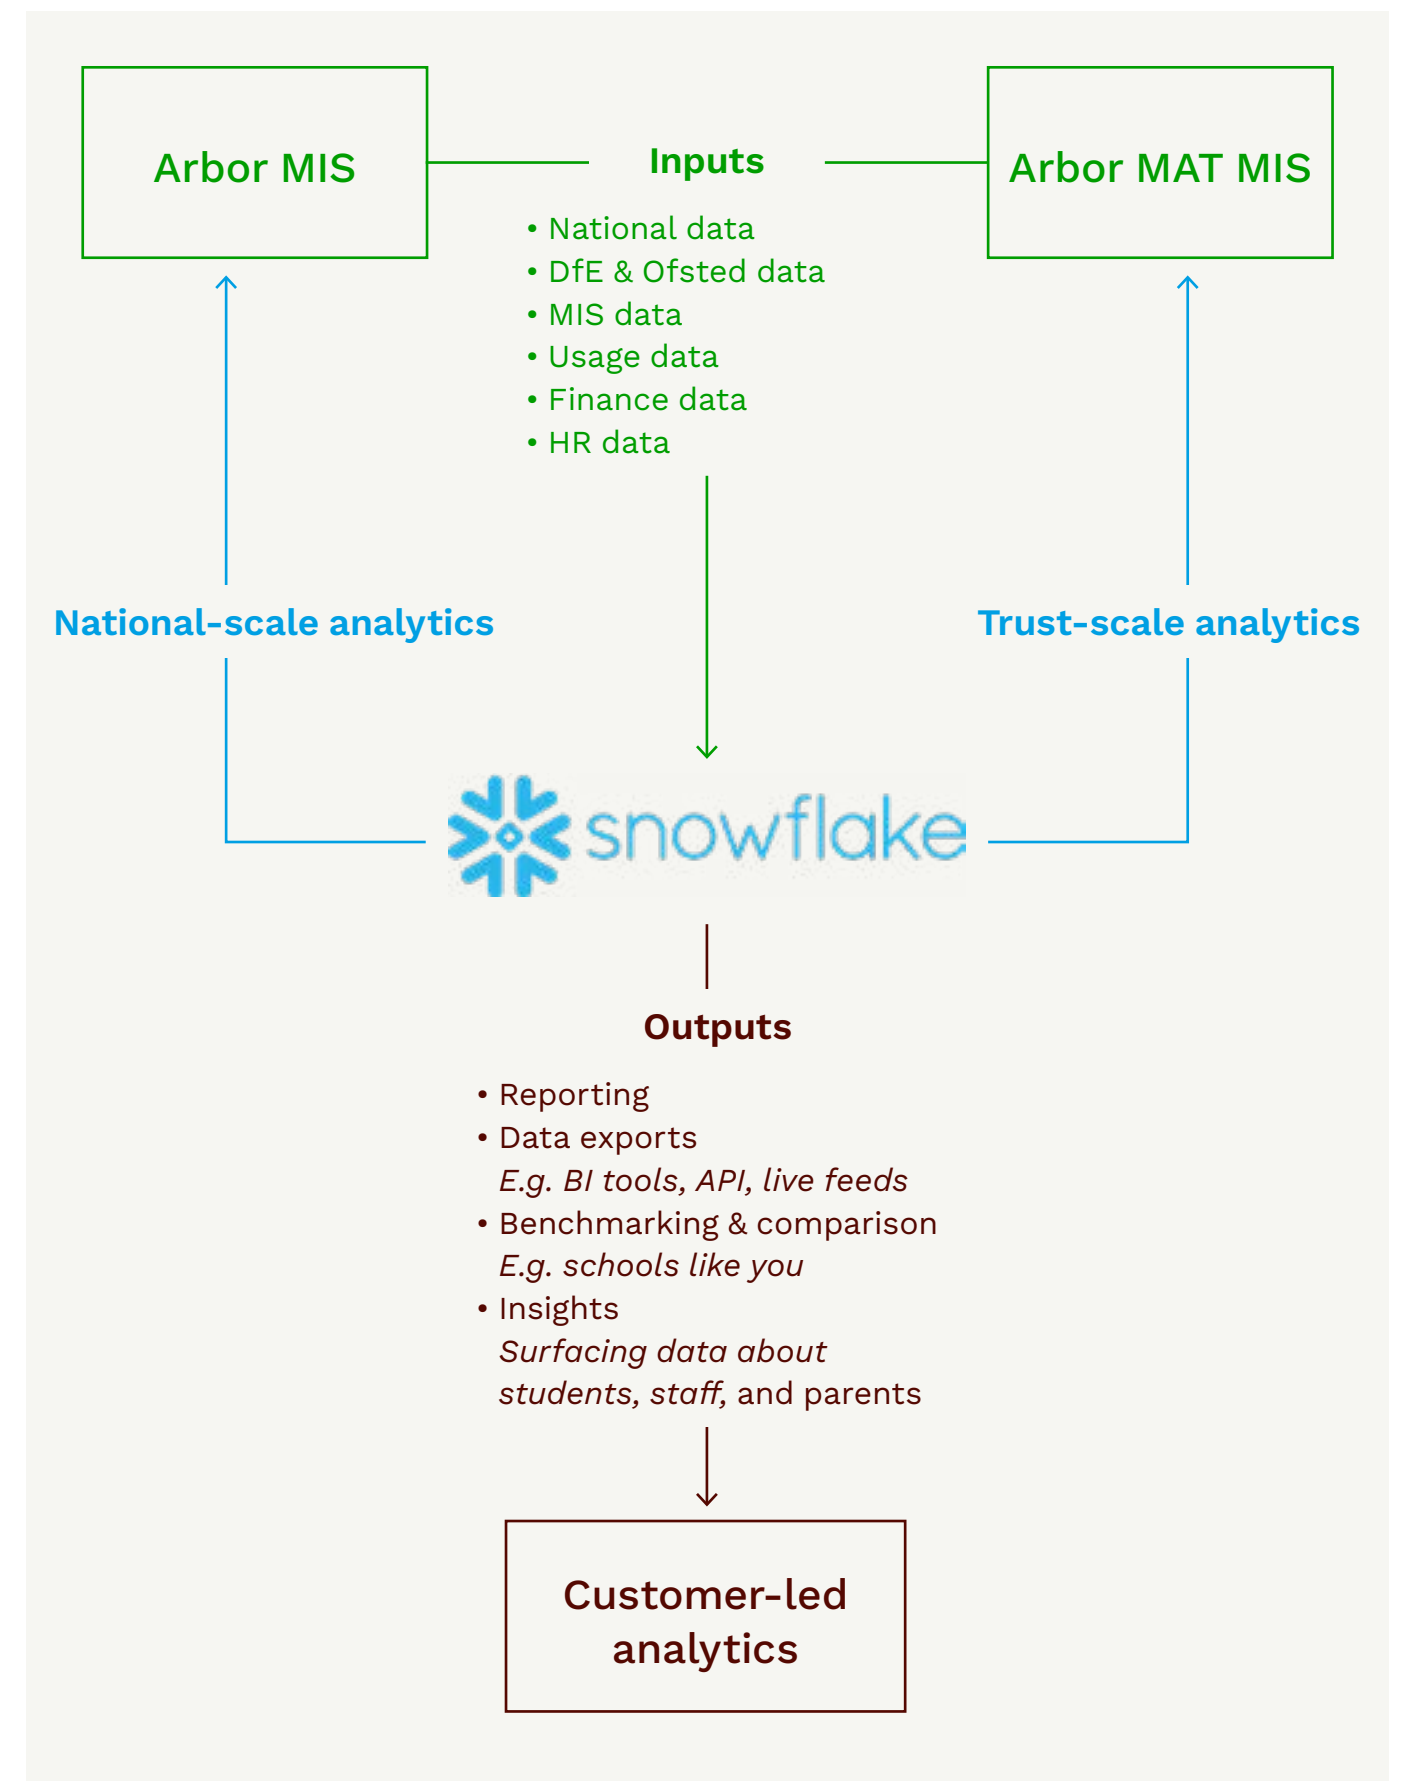 Arbor MIS
Inputs
Arbor MAT MIS
• National data
• DfE & Ofsted data
• MIS data
• Usage data
• Finance data
• HR data
National-scale analytics
Trust-scale analytics
snowflake
Outputs
• Reporting
• Data exports
E.g. BI tools, API, live feeds
• Benchmarking & comparison
E.g. schools like you
• Insights
Surfacing data about
students, staff, and parents
Customer-led
analytics